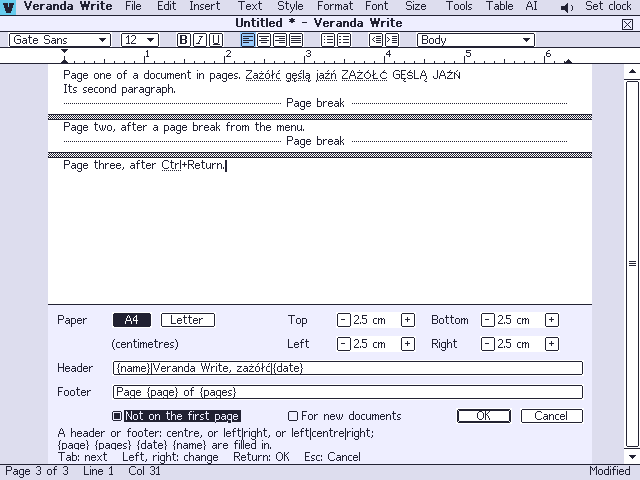 Veranda Write File Edit Insert Text Style Format Font Size Tools Table AI Set clock
Untitled * - Veranda Write
Gate Sans 12 B I U Body
1 2 3 4 5 6
Page one of a document in pages. Zażółć gęślą jaźń ZAŻÓŁĆ GĘŚLĄ JAŹŃ
Its second paragraph.
Page break
Page two, after a page break from the menu.
Page break
Page three, after Ctrl+Return.
Paper A4 Letter Top - 2.5 cm + Bottom - 2.5 cm +
(centimetres) Left - 2.5 cm + Right - 2.5 cm +
Header {name}|Veranda Write, zażółć|{date}
Footer Page {page} of {pages}
Not on the first page For new documents OK Cancel
A header or footer: centre, or left|right, or left|centre|right;
{page} {pages} {date} {name} are filled in.
Tab: next Left, right: change Return: OK Esc: Cancel
Page 3 of 3 Line 1 Col 31 Modified